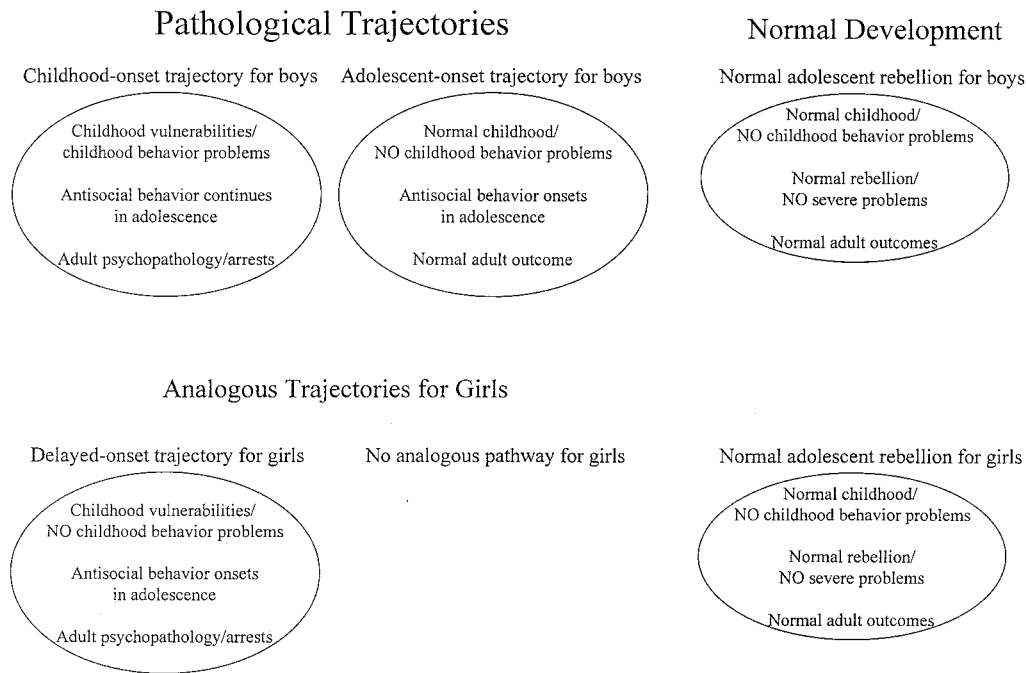 Pathological Trajectories
Normal Development
Childhood-onset trajectory for boys
Childhood vulnerabilities/
childhood behavior problems
Antisocial behavior continues
in adolescence
Adult psychopathology/arrests
Adolescent-onset trajectory for boys
Normal childhood/
NO childhood behavior problems
Antisocial behavior onsets
in adolescence
Normal adult outcome
Normal adolescent rebellion for boys
Normal childhood/
NO childhood behavior problems
Normal rebellion/
NO severe problems
Normal adult outcomes
Analogous Trajectories for Girls
Delayed-onset trajectory for girls
Childhood vulnerabilities/
NO childhood behavior problems
Antisocial behavior onsets
in adolescence
Adult psychopathology/arrests
No analogous pathway for girls
Normal adolescent rebellion for girls
Normal childhood/
NO childhood behavior problems
Normal rebellion/
NO severe problems
Normal adult outcomes